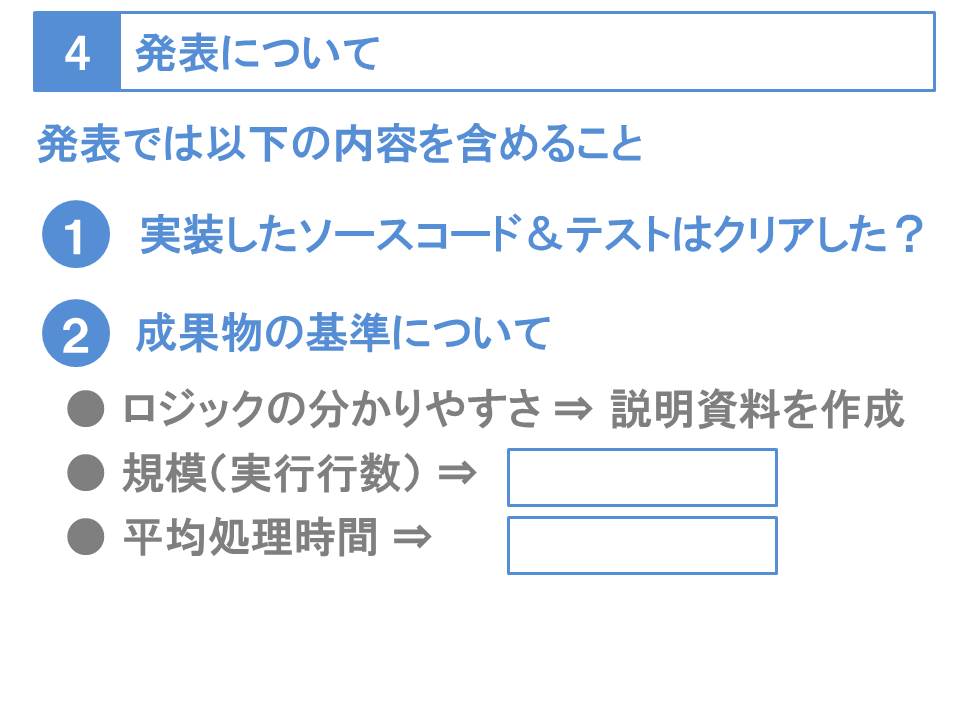 4 発表について
発表では以下の内容を含めること
1 実装したソースコード＆テストはクリアした？
2 成果物の基準について
● ロジックの分かりやすさ ⇒ 説明資料を作成
● 規模（実行行数） ⇒
● 平均処理時間 ⇒